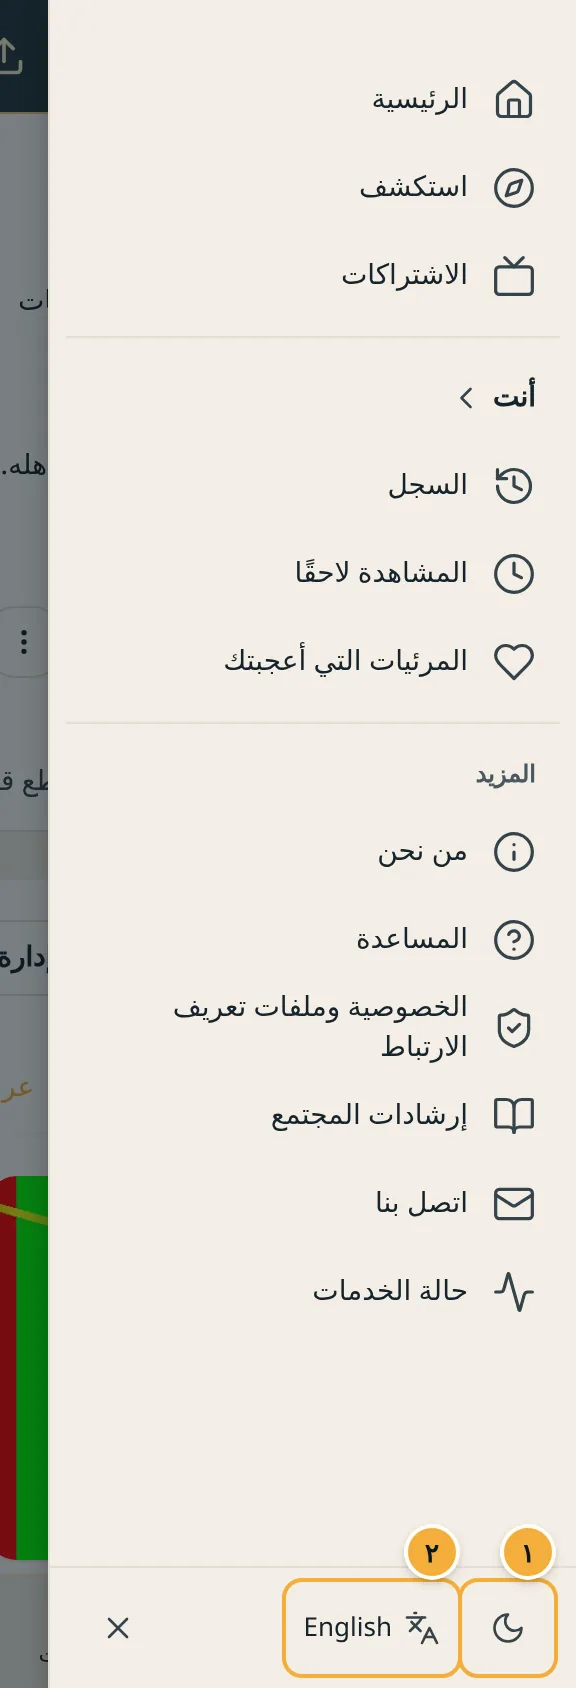 الرئيسية
استكشف
الاشتراكات
أنت
السجل
المشاهدة لاحقًا
المرئيات التي أعجبتك
المزيد
من نحن
المساعدة
الخصوصية وملفات تعريف
الارتباط
إرشادات المجتمع
اتصل بنا
حالة الخدمات
١
٢
English